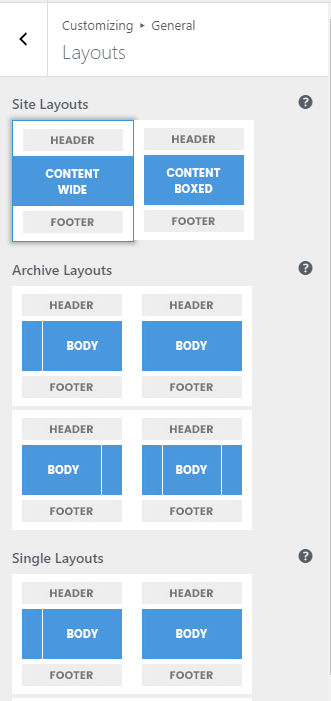 Customizing ▸ General
Layouts
Site Layouts ?
HEADER HEADER
CONTENT WIDE CONTENT BOXED
FOOTER FOOTER
Archive Layouts ?
HEADER HEADER
BODY BODY
FOOTER FOOTER
HEADER HEADER
BODY BODY
FOOTER FOOTER
Single Layouts ?
HEADER HEADER
BODY BODY
FOOTER FOOTER